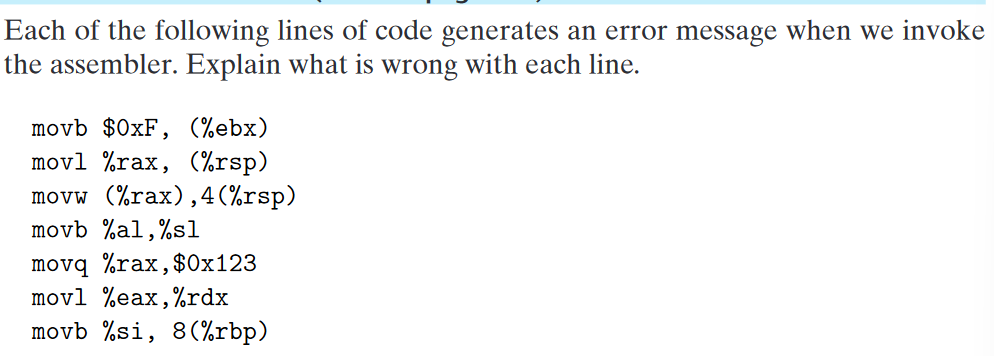 Each of the following lines of code generates an error message when we invoke
the assembler. Explain what is wrong with each line.
movb $0xF, (%ebx)
movl %rax, (%rsp)
movw (%rax),4(%rsp)
movb %al,%sl
movq %rax,$0x123
movl %eax,%rdx
movb %si, 8(%rbp)